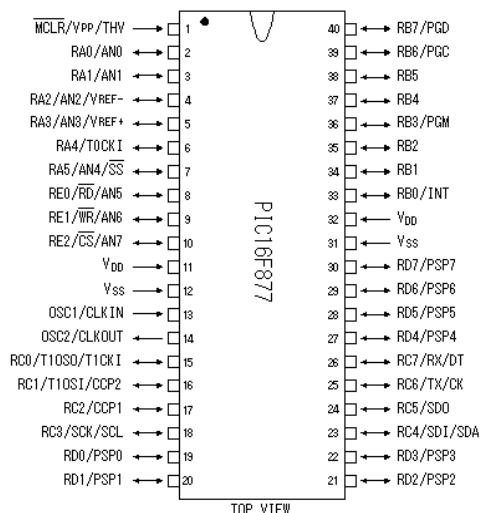 MCLR/VPP/THV 1 40 RB7/PGD
RA0/AN0 2 39 RB6/PGC
RA1/AN1 3 38 RB5
RA2/AN2/VREF- 4 37 RB4
RA3/AN3/VREF+ 5 36 RB3/PGM
RA4/TOCKI 6 35 RB2
RA5/AN4/SS 7 34 RB1
RE0/RD/AN5 8 33 RB0/INT
RE1/WR/AN6 9 32 VDD
RE2/CS/AN7 10 31 VSS
VDD 11 30 RD7/PSP7
VSS 12 29 RD6/PSP6
OSC1/CLKIN 13 28 RD5/PSP5
OSC2/CLKOUT 14 27 RD4/PSP4
RC0/T1OSO/T1CKI 15 26 RC7/RX/DT
RC1/T1OSI/CCP2 16 25 RC6/TX/CK
RC2/CCP1 17 24 RC5/SDO
RC3/SCK/SCL 18 23 RC4/SDI/SDA
RD0/PSP0 19 22 RD3/PSP3
RD1/PSP1 20 21 RD2/PSP2
PIC16F877
TOP VIEW